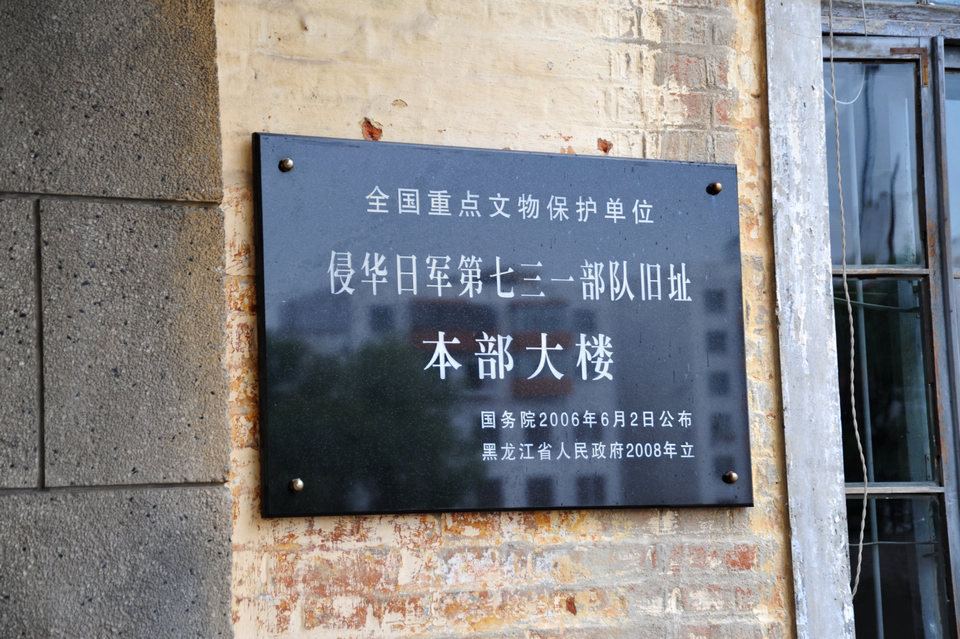 全国重点文物保护单位
侵华日军第七三一部队旧址
本部大楼
国务院2006年6月2日公布
黑龙江省人民政府2008年立